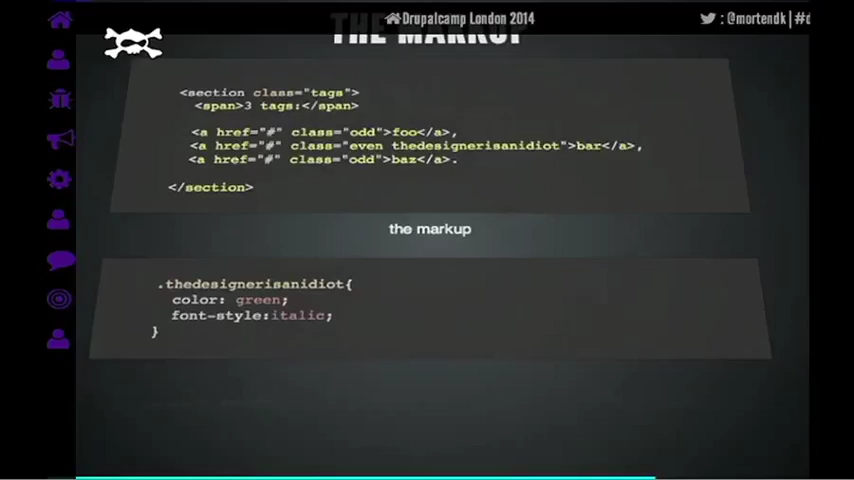 Drupalcamp London 2014
: @mortendk | #d
THE MARKUP
<section class="tags">
<span>3 tags:</span>
<a href="#" class="odd">foo</a>,
<a href="#" class="even thedesignerisanidiot">bar</a>,
<a href="#" class="odd">baz</a>.
</section>
the markup
.thedesignerisanidiot{
color: green;
font-style:italic;
}